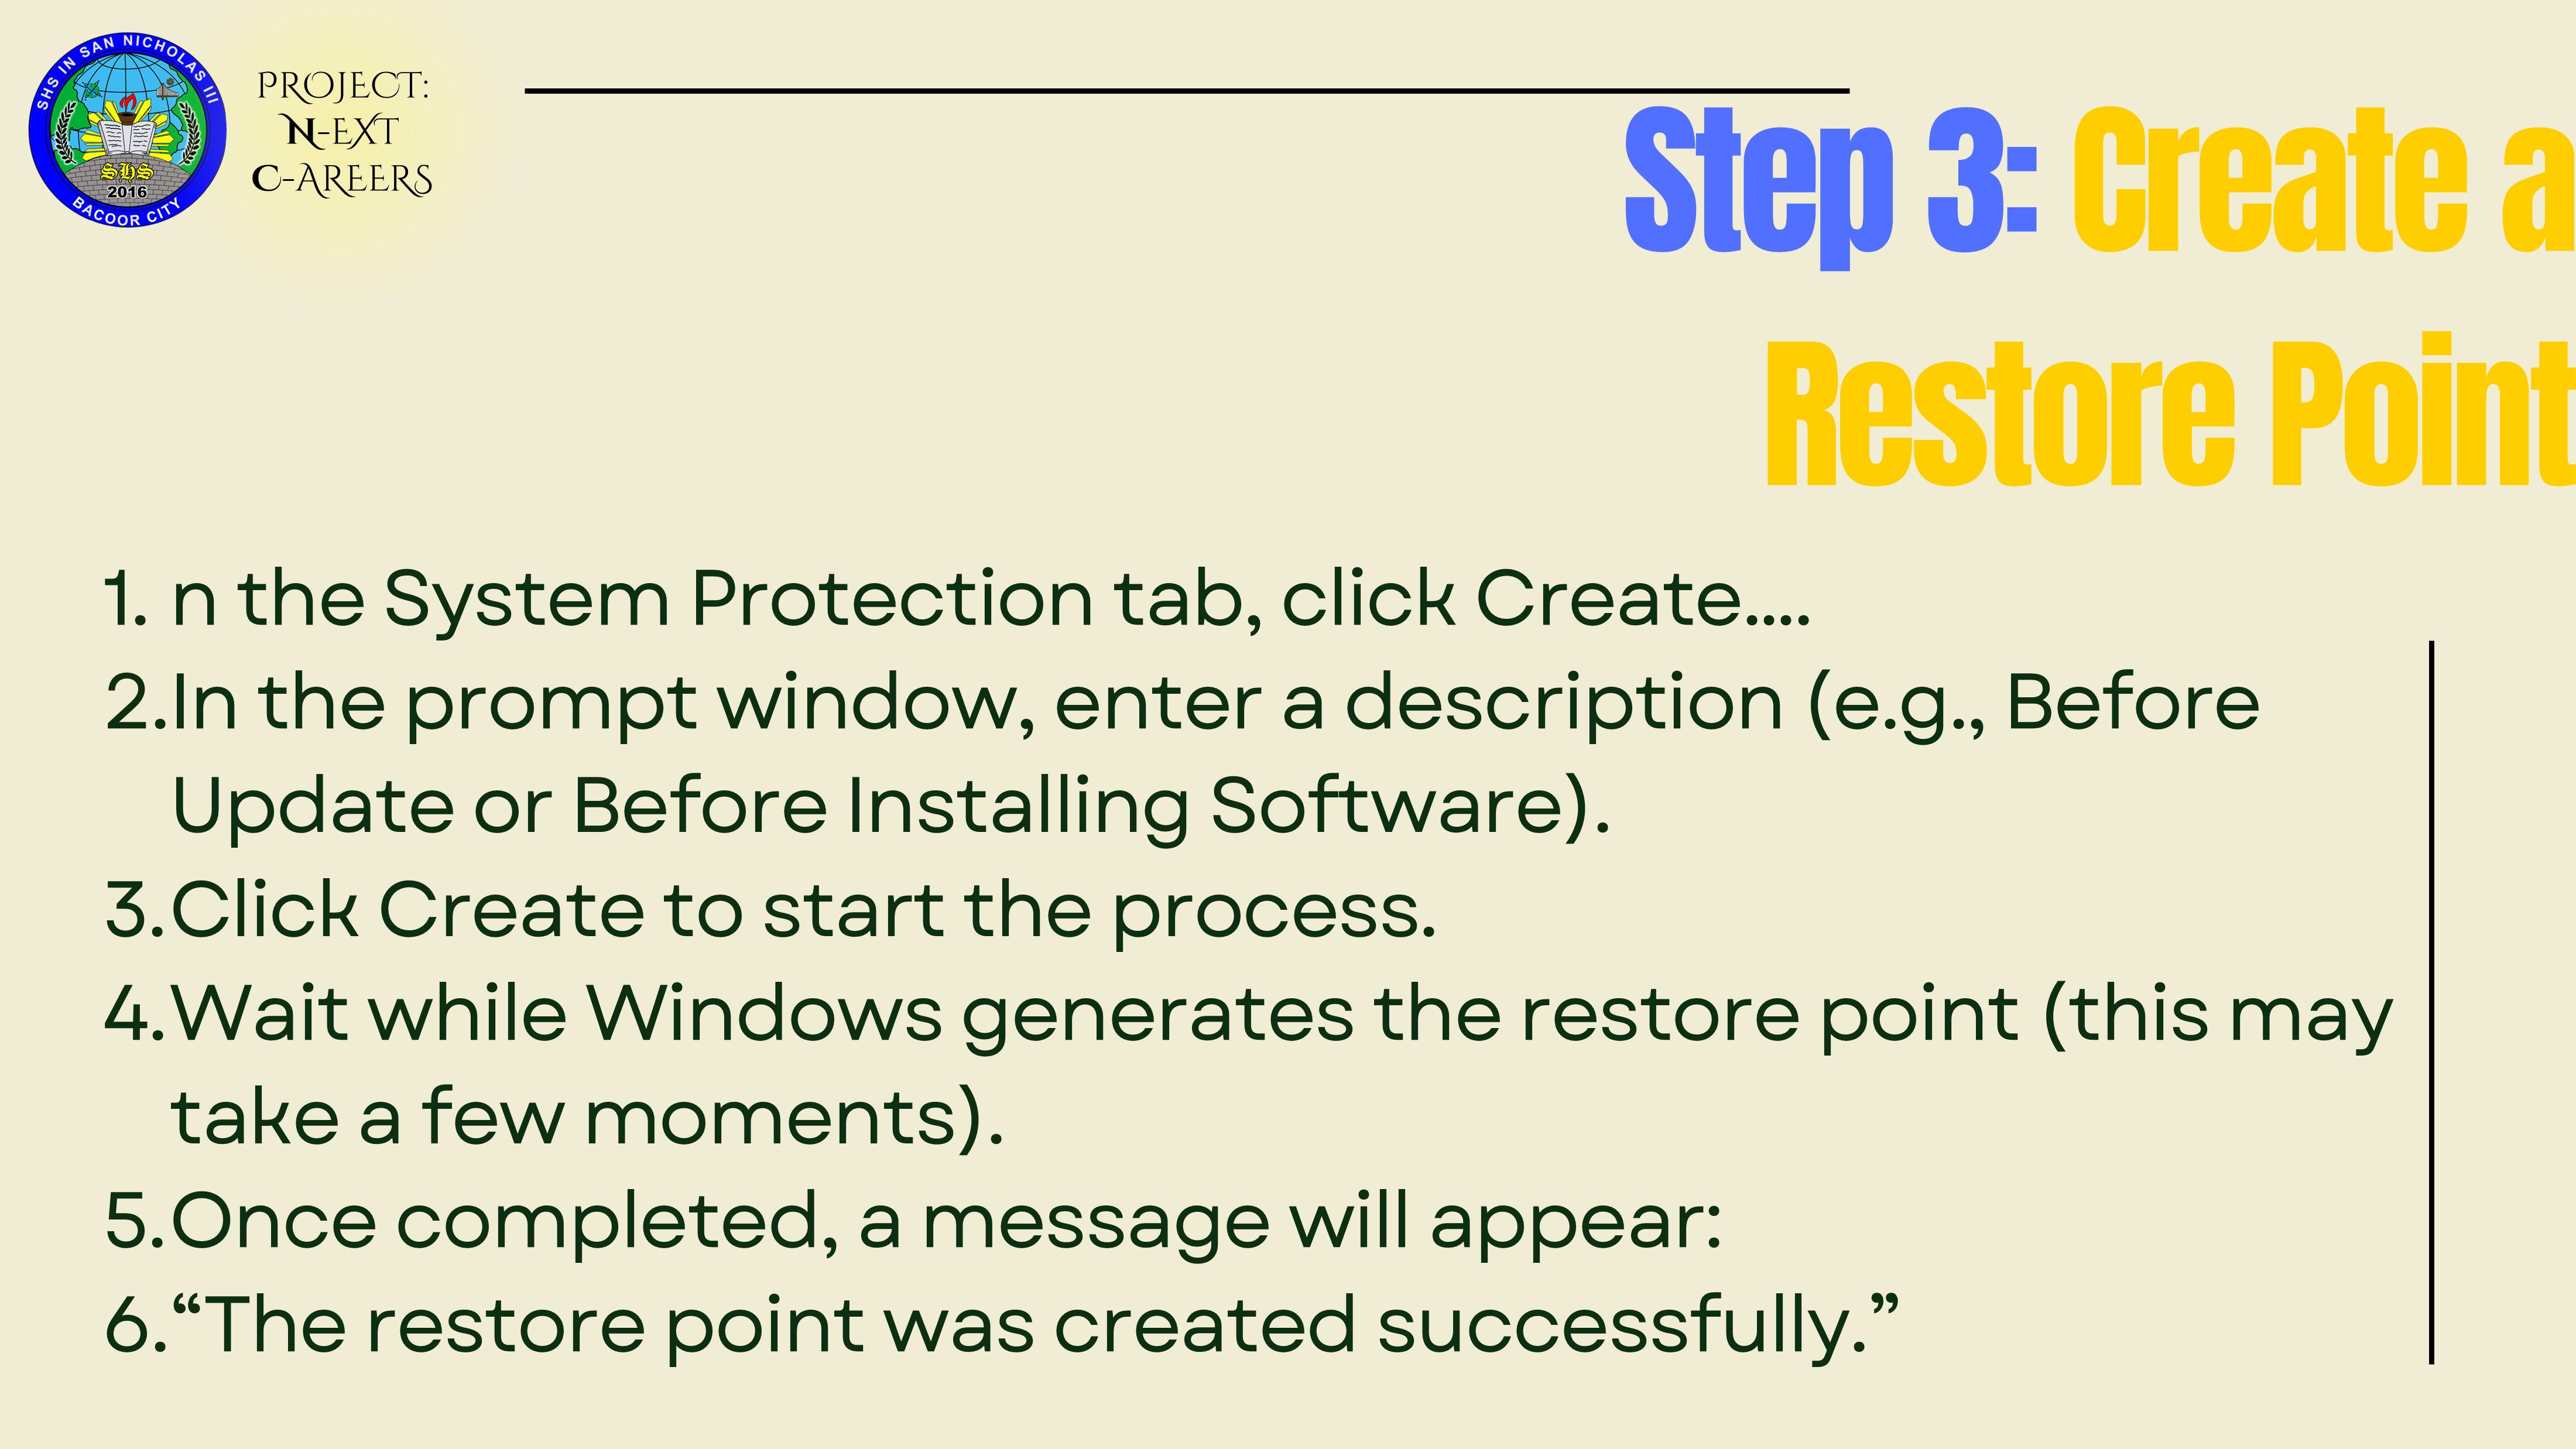 SHS IN SAN NICHOLAS III
SHS
2016
BACOOR CITY
PROJECT:
N-EXT
C-AREERS
Step 3: Create a
Restore Point
1. n the System Protection tab, click Create....
2.In the prompt window, enter a description (e.g., Before
Update or Before Installing Software).
3.Click Create to start the process.
4.Wait while Windows generates the restore point (this may
take a few moments).
5.Once completed, a message will appear:
6.“The restore point was created successfully.”